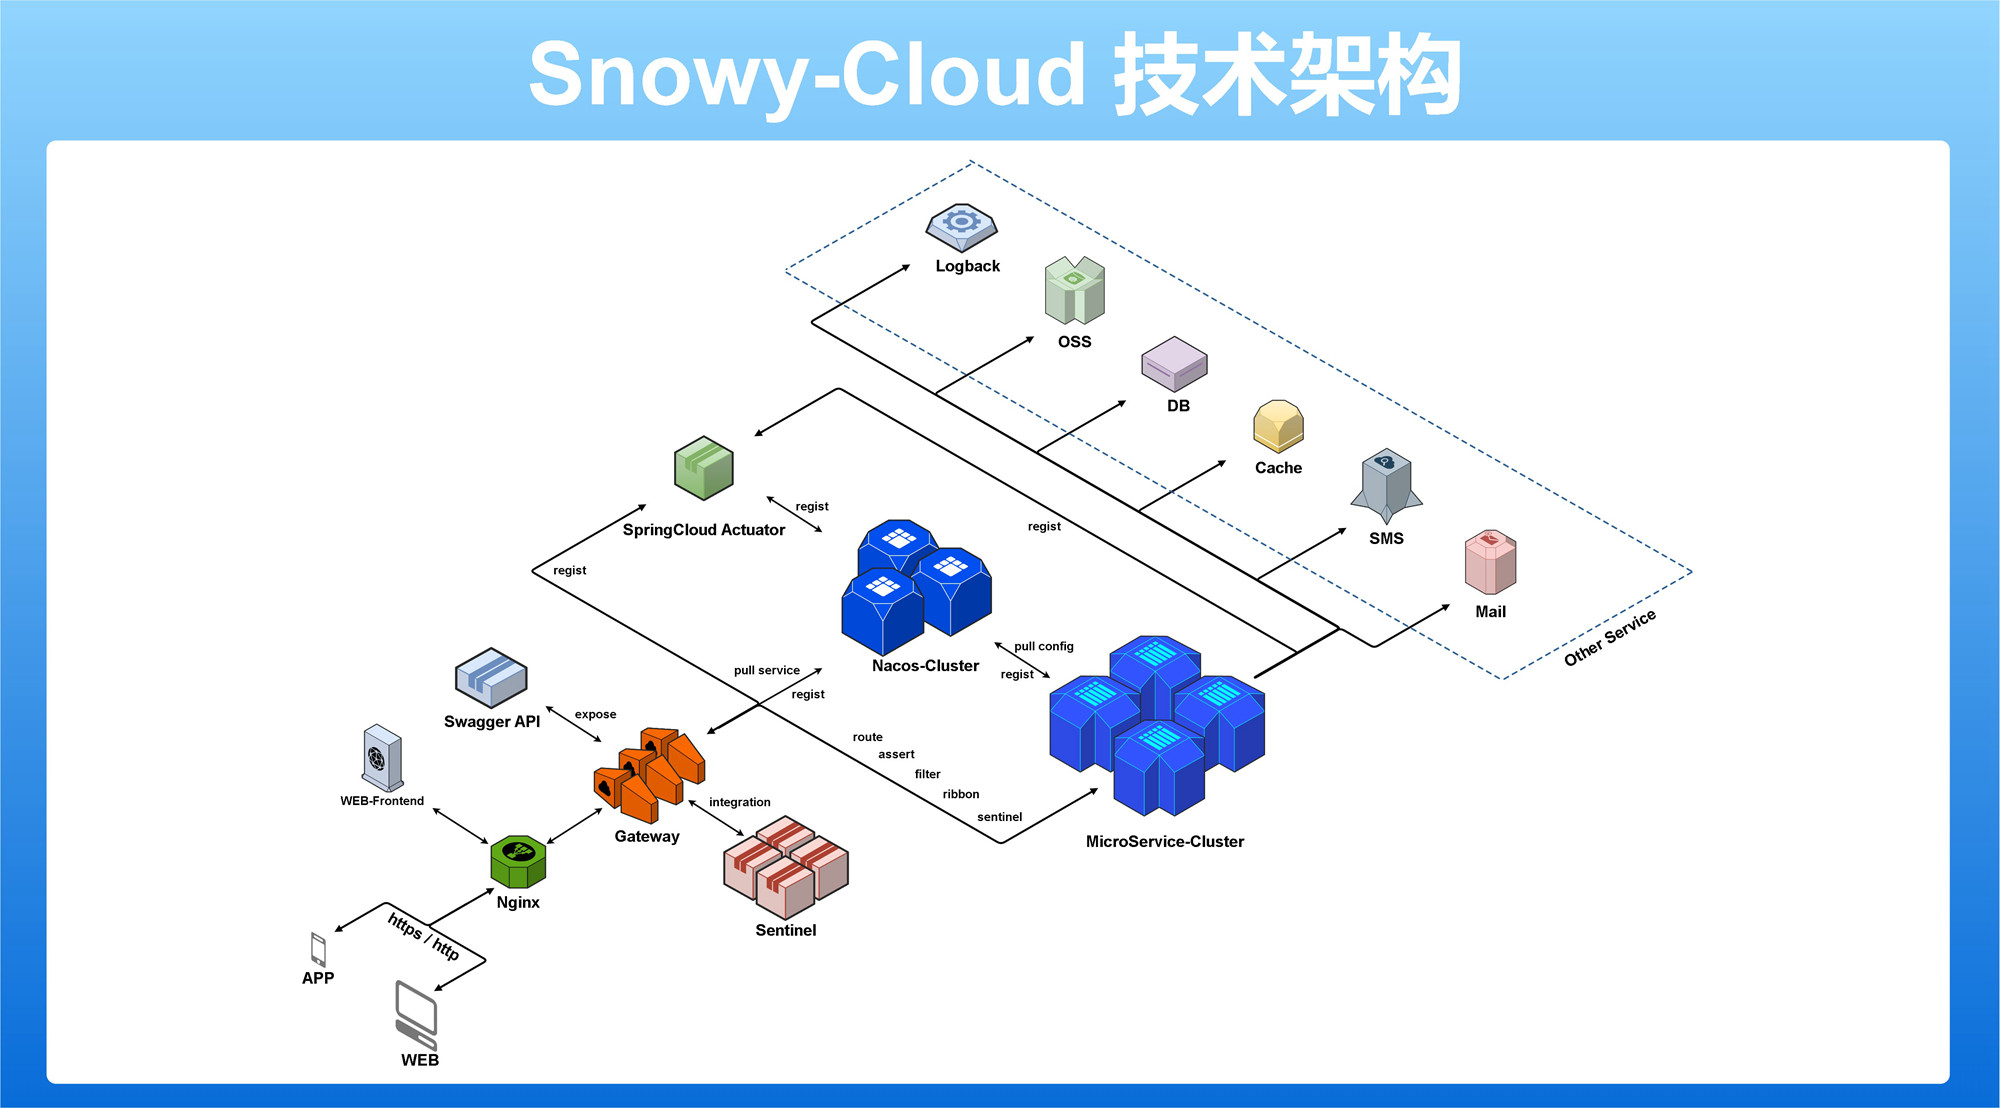 Snowy-Cloud 技术架构
Logback
OSS
DB
Cache
SMS
Mail
Other Service
SpringCloud Actuator
regist
regist
regist
Nacos-Cluster
pull config
regist
pull service
regist
Swagger API
expose
WEB-Frontend
Gateway
integration
route
assert
filter
ribbon
sentinel
MicroService-Cluster
Nginx
Sentinel
https / http
APP
WEB